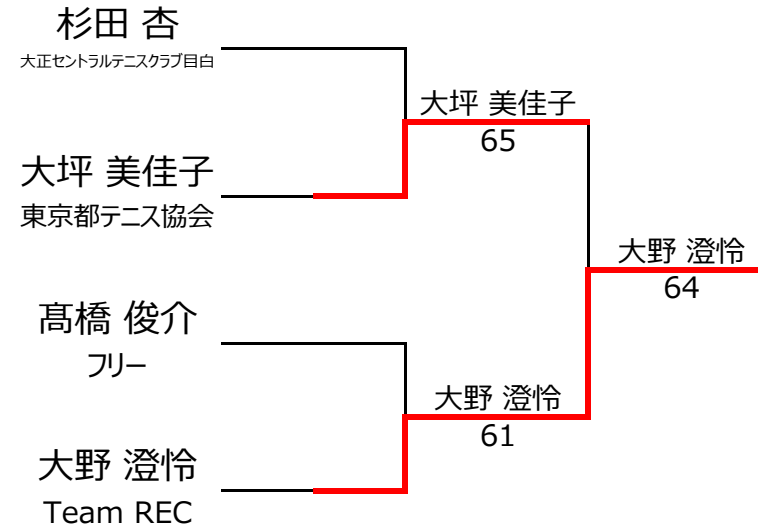 杉田 杏
大正セントラルテニスクラブ目白
大坪 美佳子
65
大坪 美佳子
東京都テニス協会
大野 澄怜
64
髙橋 俊介
フリー
大野 澄怜
61
大野 澄怜
Team REC